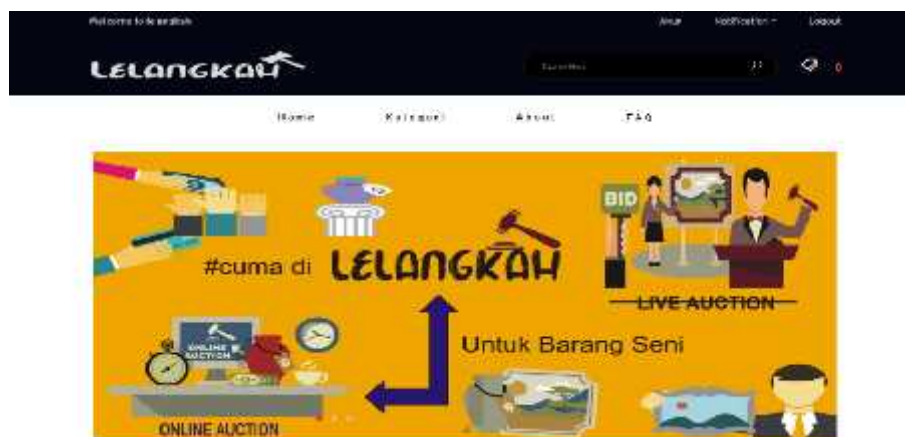 Welcome to lelangkah
Akun Notification Logout
LELANGKAH
0
Home Kategori About FAQ
BID
#cuma di LELANGKAH
LIVE AUCTION
ONLINE AUCTION
Untuk Barang Seni
ONLINE AUCTION